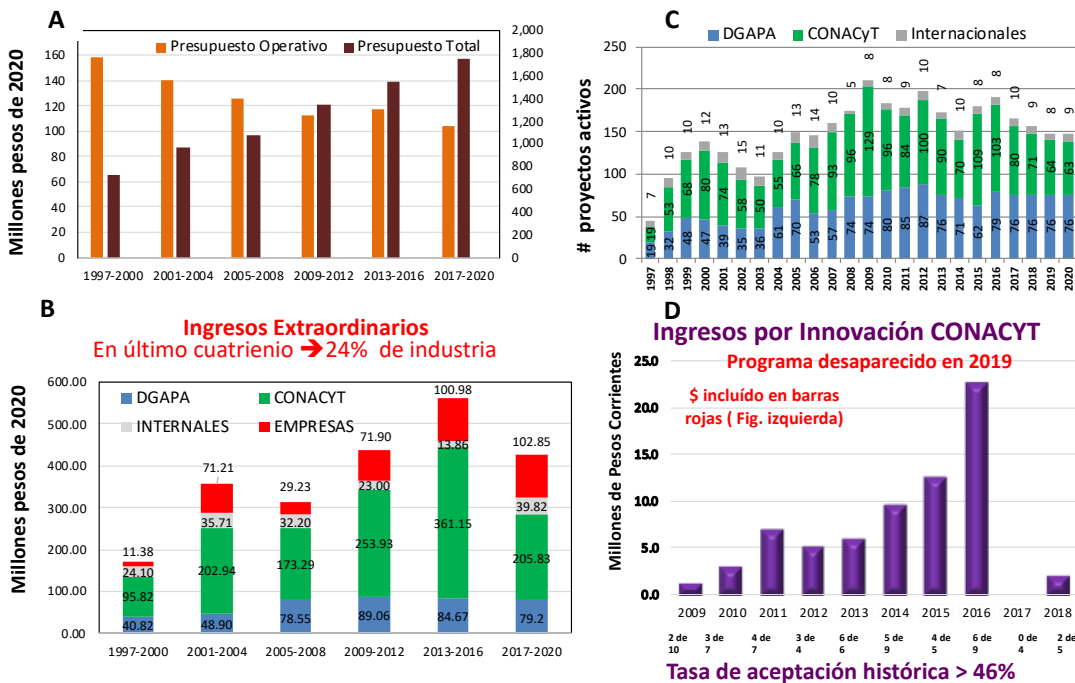 A
Presupuesto Operativo Presupuesto Total
Millones pesos de 2020
160
140
120
100
80
60
40
20
0
2,000
1,800
1,600
1,400
1,200
1,000
800
600
400
200
0
1997-2000 2001-2004 2005-2008 2009-2012 2013-2016 2017-2020
C
DGAPA CONACyT Internacionales
# proyectos activos
250
200
150
100
50
0
7 10 10 12 13 15 11 10 13 14 10 5 8 8 9 10 7 10 8 8 10 9 8 9
19 53 68 80 74 58 50 55 66 78 93 96 129 96 84 100 90 70 109 103 80 71 64 63
19 32 48 47 39 35 36 61 70 53 57 74 74 80 85 87 76 71 62 79 76 76 76 76
1997 1998 1999 2000 2001 2002 2003 2004 2005 2006 2007 2008 2009 2010 2011 2012 2013 2014 2015 2016 2017 2018 2019 2020
B
Ingresos Extraordinarios
En último cuatrienio ➔24% de industria
Millones pesos de 2020
600.00
500.00
400.00
300.00
200.00
100.00
0.00
DGAPA CONACYT
INTERNALES EMPRESAS
11.38 71.21 29.23 71.90 100.98 102.85
24.10 35.71 32.20 23.00 13.86 39.82
95.82 202.94 173.29 253.93 361.15 205.83
40.82 48.90 78.55 89.06 84.67 79.2
1997-2000 2001-2004 2005-2008 2009-2012 2013-2016 2017-2020
D
Ingresos por Innovación CONACYT
Programa desaparecido en 2019
$ incluído en barras
rojas ( Fig. izquierda)
Millones de Pesos Corrientes
25.0
20.0
15.0
10.0
5.0
0.0
2009 2010 2011 2012 2013 2014 2015 2016 2017 2018
2 de 3 de 4 de 3 de 6 de 5 de 4 de 6 de 0 de 2 de
10 7 7 4 6 9 5 9 4 5
Tasa de aceptación histórica > 46%